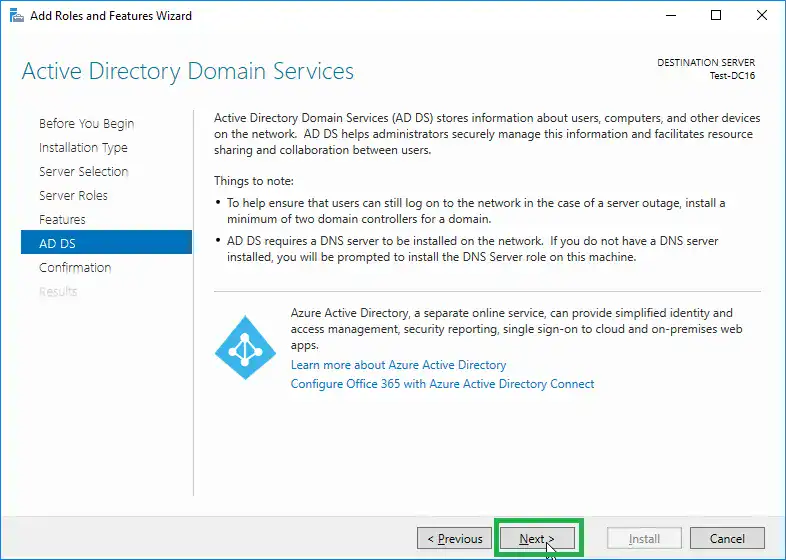 Add Roles and Features Wizard
Active Directory Domain Services
DESTINATION SERVER
Test-DC16
Before You Begin
Installation Type
Server Selection
Server Roles
Features
AD DS
Confirmation
Results
Active Directory Domain Services (AD DS) stores information about users, computers, and other devices
on the network. AD DS helps administrators securely manage this information and facilitates resource
sharing and collaboration between users.
Things to note:
• To help ensure that users can still log on to the network in the case of a server outage, install a
minimum of two domain controllers for a domain.
• AD DS requires a DNS server to be installed on the network. If you do not have a DNS server
installed, you will be prompted to install the DNS Server role on this machine.
Azure Active Directory, a separate online service, can provide simplified identity and
access management, security reporting, single sign-on to cloud and on-premises web
apps.
Learn more about Azure Active Directory
Configure Office 365 with Azure Active Directory Connect
< Previous
Next >
Install
Cancel